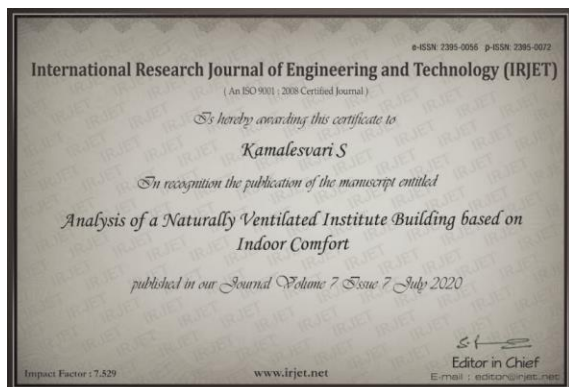 e-ISSN: 2395-0056 p-ISSN: 2395-0072
International Research Journal of Engineering and Technology (IRJET)
( An ISO 9001 : 2008 Certified Journal )
Is hereby awarding this certificate to
Kamalesvari S
In recognition the publication of the manuscript entitled
Analysis of a Naturally Ventilated Institute Building based on
Indoor Comfort
published in our Journal Volume 7 Issue 7 July 2020
Editor in Chief
Impact Factor : 7.529
www.irjet.net
E-mail : editor@irjet.net